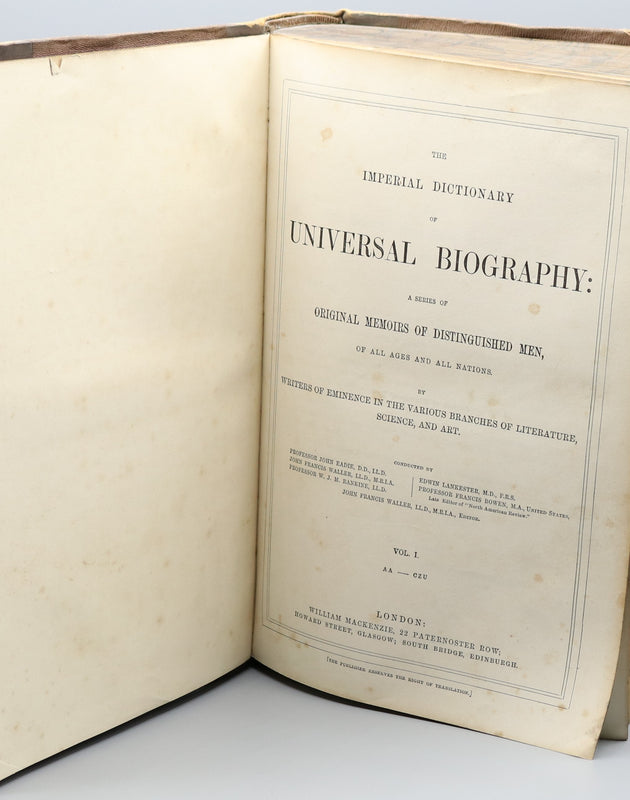 THE
IMPERIAL DICTIONARY
OF
UNIVERSAL BIOGRAPHY:
A SERIES OF
ORIGINAL MEMOIRS OF DISTINGUISHED MEN,
OF ALL AGES AND ALL NATIONS.
BY
WRITERS OF EMINENCE IN THE VARIOUS BRANCHES OF LITERATURE,
SCIENCE, AND ART.
CONDUCTED BY
PROFESSOR JOHN EADIE, D.D., LL.D.
JOHN FRANCIS WALLER, LL.D., M.R.I.A.
PROFESSOR W. J. M. RANKINE, LL.D.
EDWIN LANKESTER, M.D., F.R.S.
PROFESSOR FRANCIS BOWEN, M.A., UNITED STATES,
Late Editor of "North American Review."
JOHN FRANCIS WALLER, LL.D., M.R.I.A., EDITOR.
VOL. I.
AA — CZU
LONDON:
WILLIAM MACKENZIE, 22 PATERNOSTER ROW;
HOWARD STREET, GLASGOW; SOUTH BRIDGE, EDINBURGH.
[THE PUBLISHER RESERVES THE RIGHT OF TRANSLATION.]